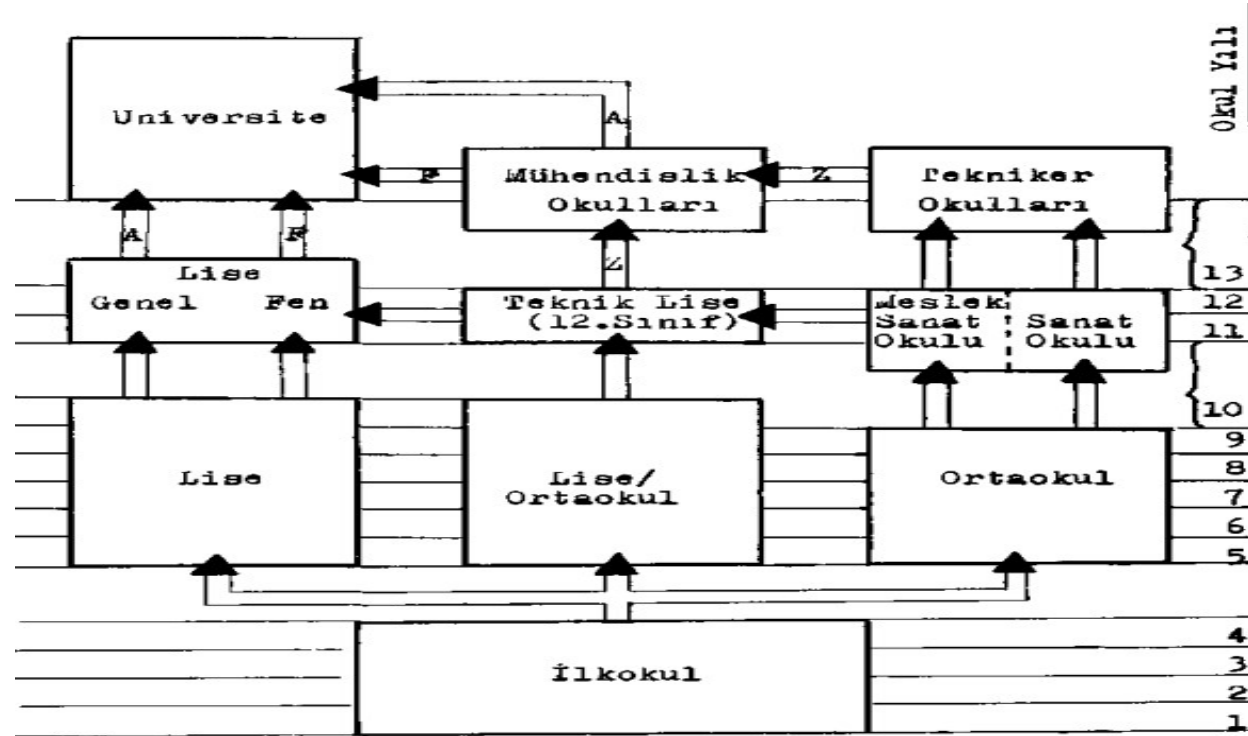 Okul Yılı
Universite
A
F
Mühendislik
Okulları
Z
Tekniker
Okulları
A
F
Z
13
Lise
Genel Fen
Teknik Lise
(12.Sınıf)
Meslek
Sanat
Okulu
Sanat
Okulu
12
11
10
9
8
7
6
5
Lise
Lise/
Ortaokul
Ortaokul
İlkokul
4
3
2
1